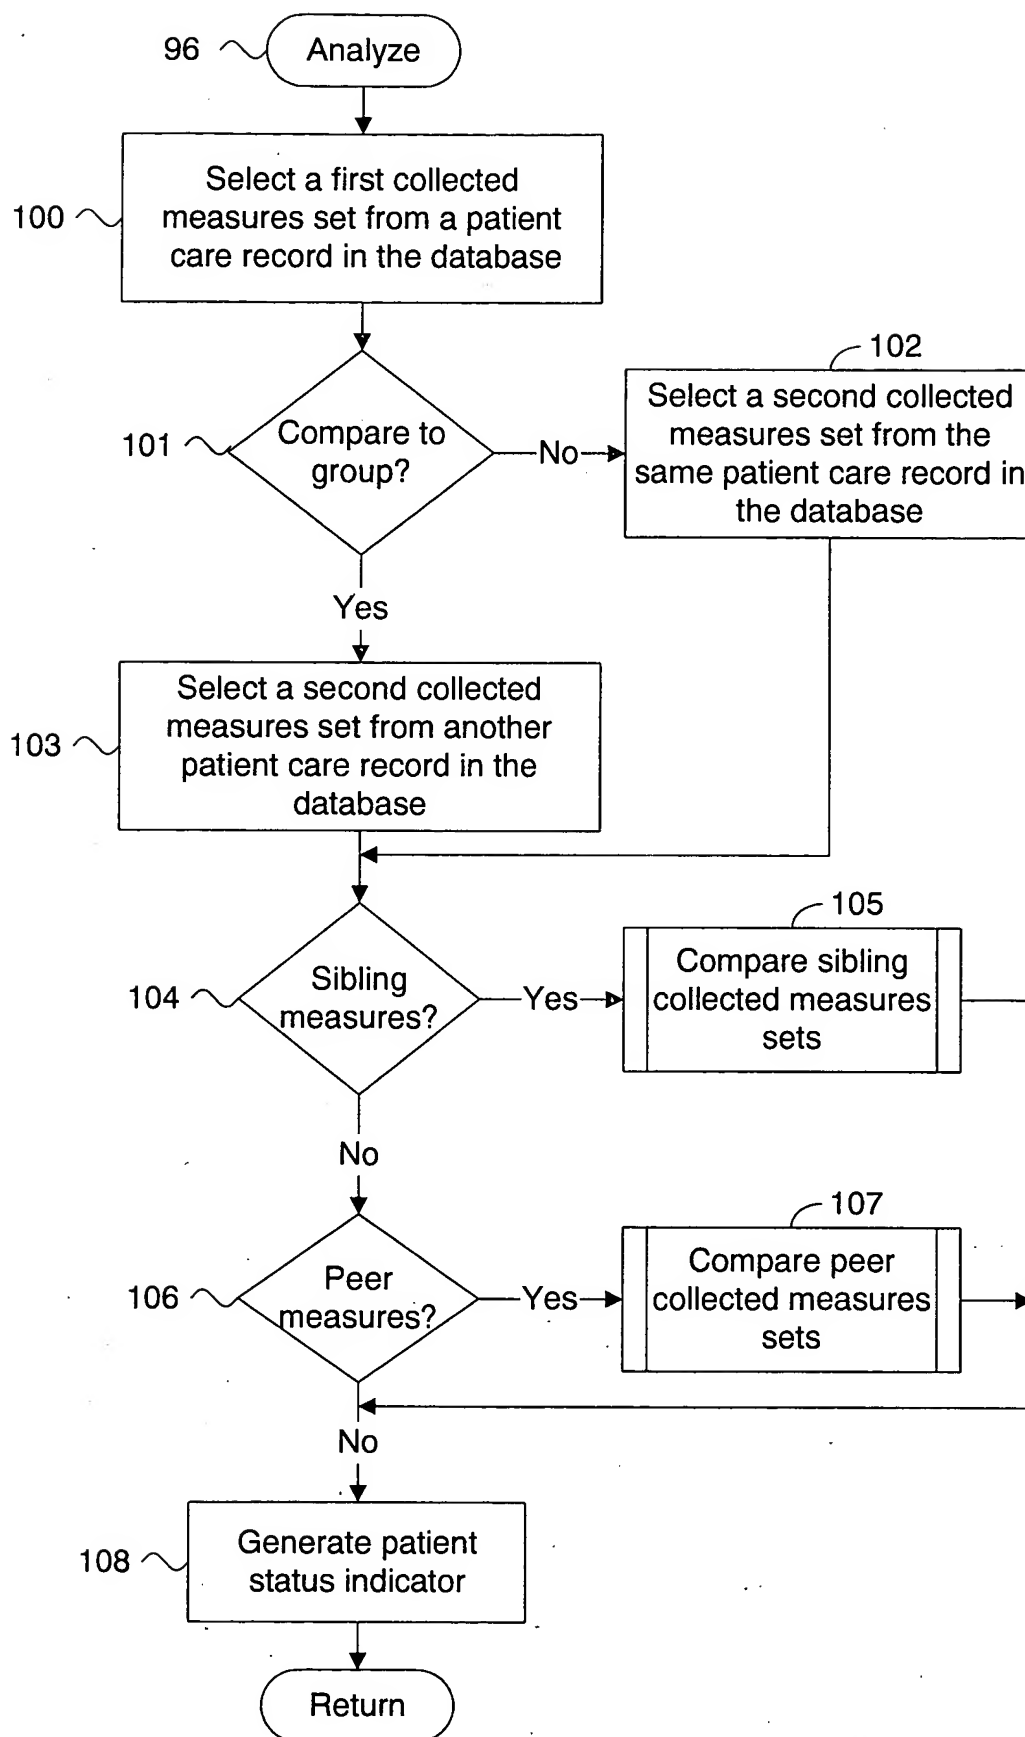 96
Analyze
100
Select a first collected
measures set from a patient
care record in the database
101
Compare to
group?
No
102
Select a second collected
measures set from the
same patient care record in
the database
Yes
103
Select a second collected
measures set from another
patient care record in the
database
104
Sibling
measures?
Yes
105
Compare sibling
collected measures
sets
No
106
Peer
measures?
Yes
107
Compare peer
collected measures
sets
No
108
Generate patient
status indicator
Return